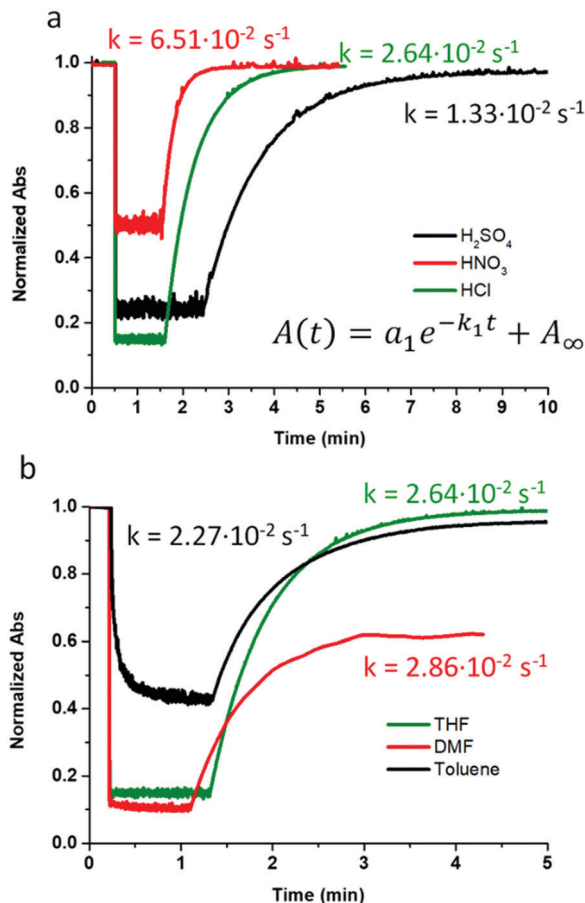 a
k = 6.51·10⁻² s⁻¹
k = 2.64·10⁻² s⁻¹
k = 1.33·10⁻² s⁻¹
1.0
0.8
0.6
0.4
0.2
0.0
Normalized Abs
H₂SO₄
HNO₃
HCl
A(t) = a₁e^(-k₁t) + A∞
0 1 2 3 4 5 6 7 8 9 10
Time (min)
b
k = 2.64·10⁻² s⁻¹
k = 2.27·10⁻² s⁻¹
k = 2.86·10⁻² s⁻¹
1.0
0.8
0.6
0.4
0.2
0.0
Normalized Abs
THF
DMF
Toluene
0 1 2 3 4 5
Time (min)